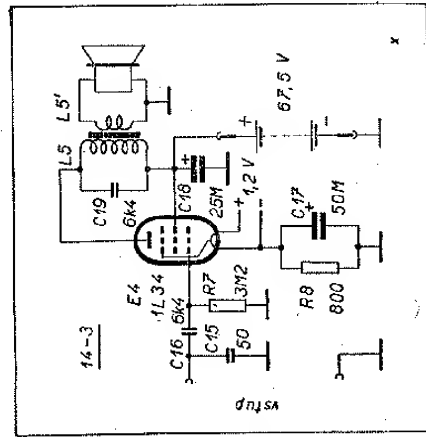 14-3
L5 L5'
C19
6k4
E4
1L34
C16 6k4
C18
25M
C15
50
R7
3M2
+
+ 1,2 V
-
+ 67,5 V -
vstup
R8
800
C17
+
50M
x